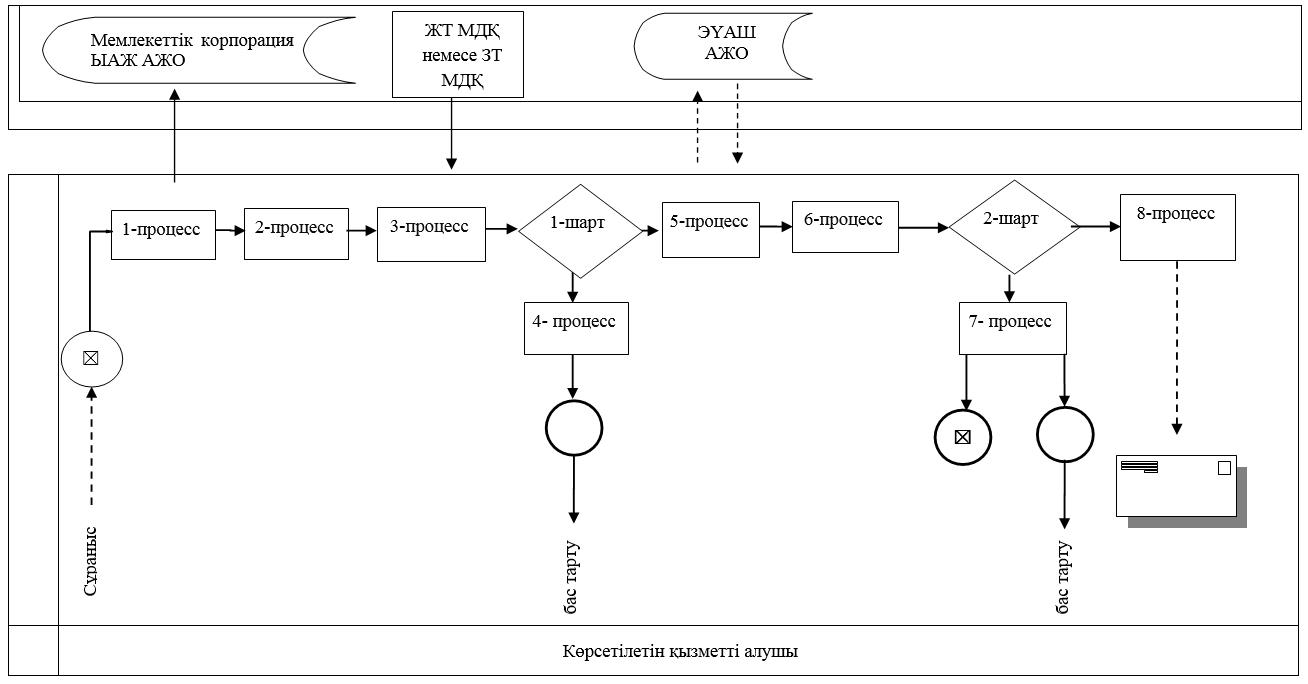 Мемлекеттік корпорация
ЫАЖ АЖО
ЖТ МДҚ
немесе ЗТ
МДҚ
ЭҮАШ
АЖО
1-процесс
2-процесс
3-процесс
1-шарт
5-процесс
6-процесс
2-шарт
8-процесс
4- процесс
7- процесс
Сұраныс
бас тарту
бас тарту
Көрсетілетін қызметті алушы